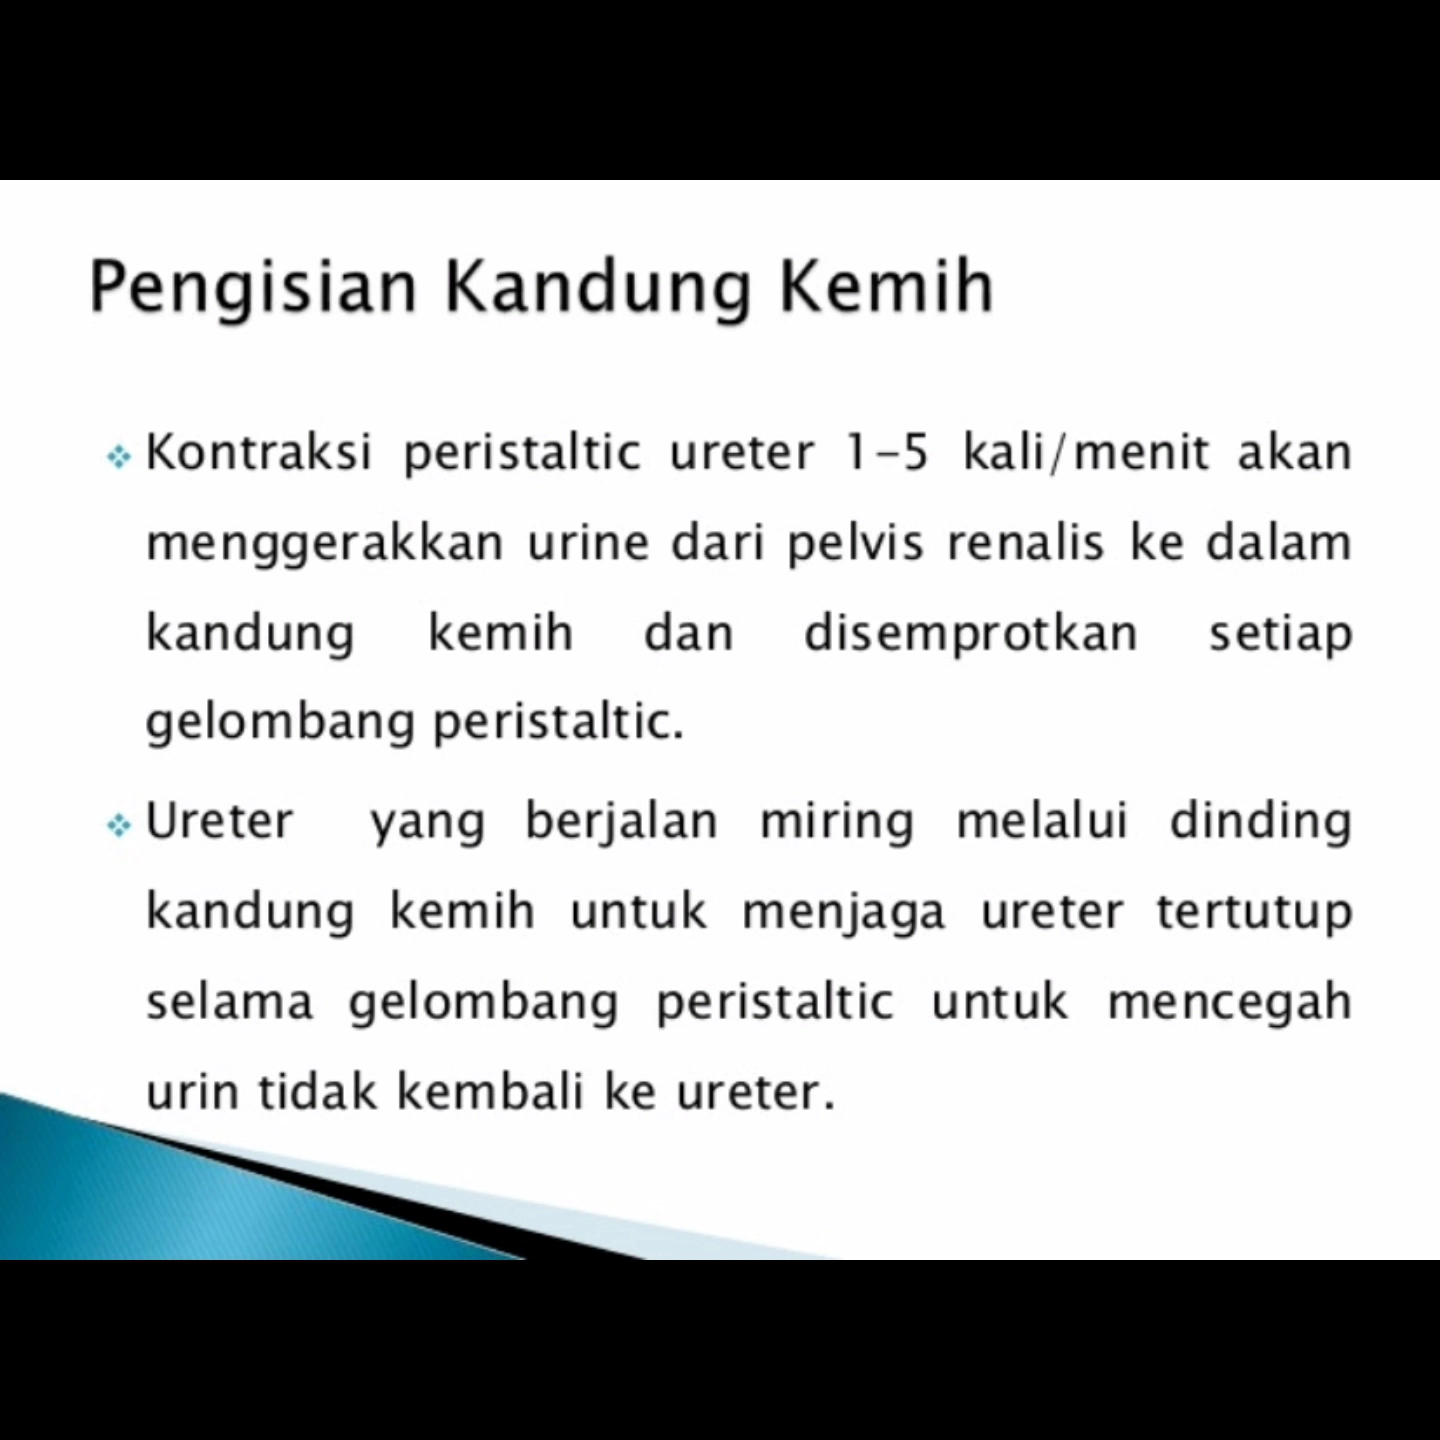 Pengisian Kandung Kemih
Kontraksi peristaltic ureter 1-5 kali/menit akan
menggerakkan urine dari pelvis renalis ke dalam
kandung kemih dan disemprotkan setiap
gelombang peristaltic.
Ureter yang berjalan miring melalui dinding
kandung kemih untuk menjaga ureter tertutup
selama gelombang peristaltic untuk mencegah
urin tidak kembali ke ureter.